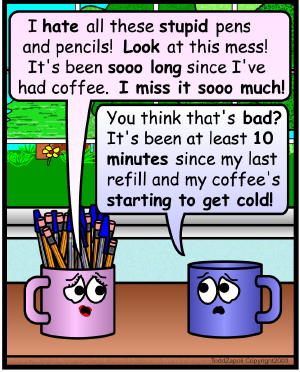 I hate all these stupid pens
and pencils! Look at this mess!
It's been sooo long since I've
had coffee. I miss it sooo much!
You think that's bad?
It's been at least 10
minutes since my last
refill and my coffee's
starting to get cold!
ToddZapoli Copyright2003